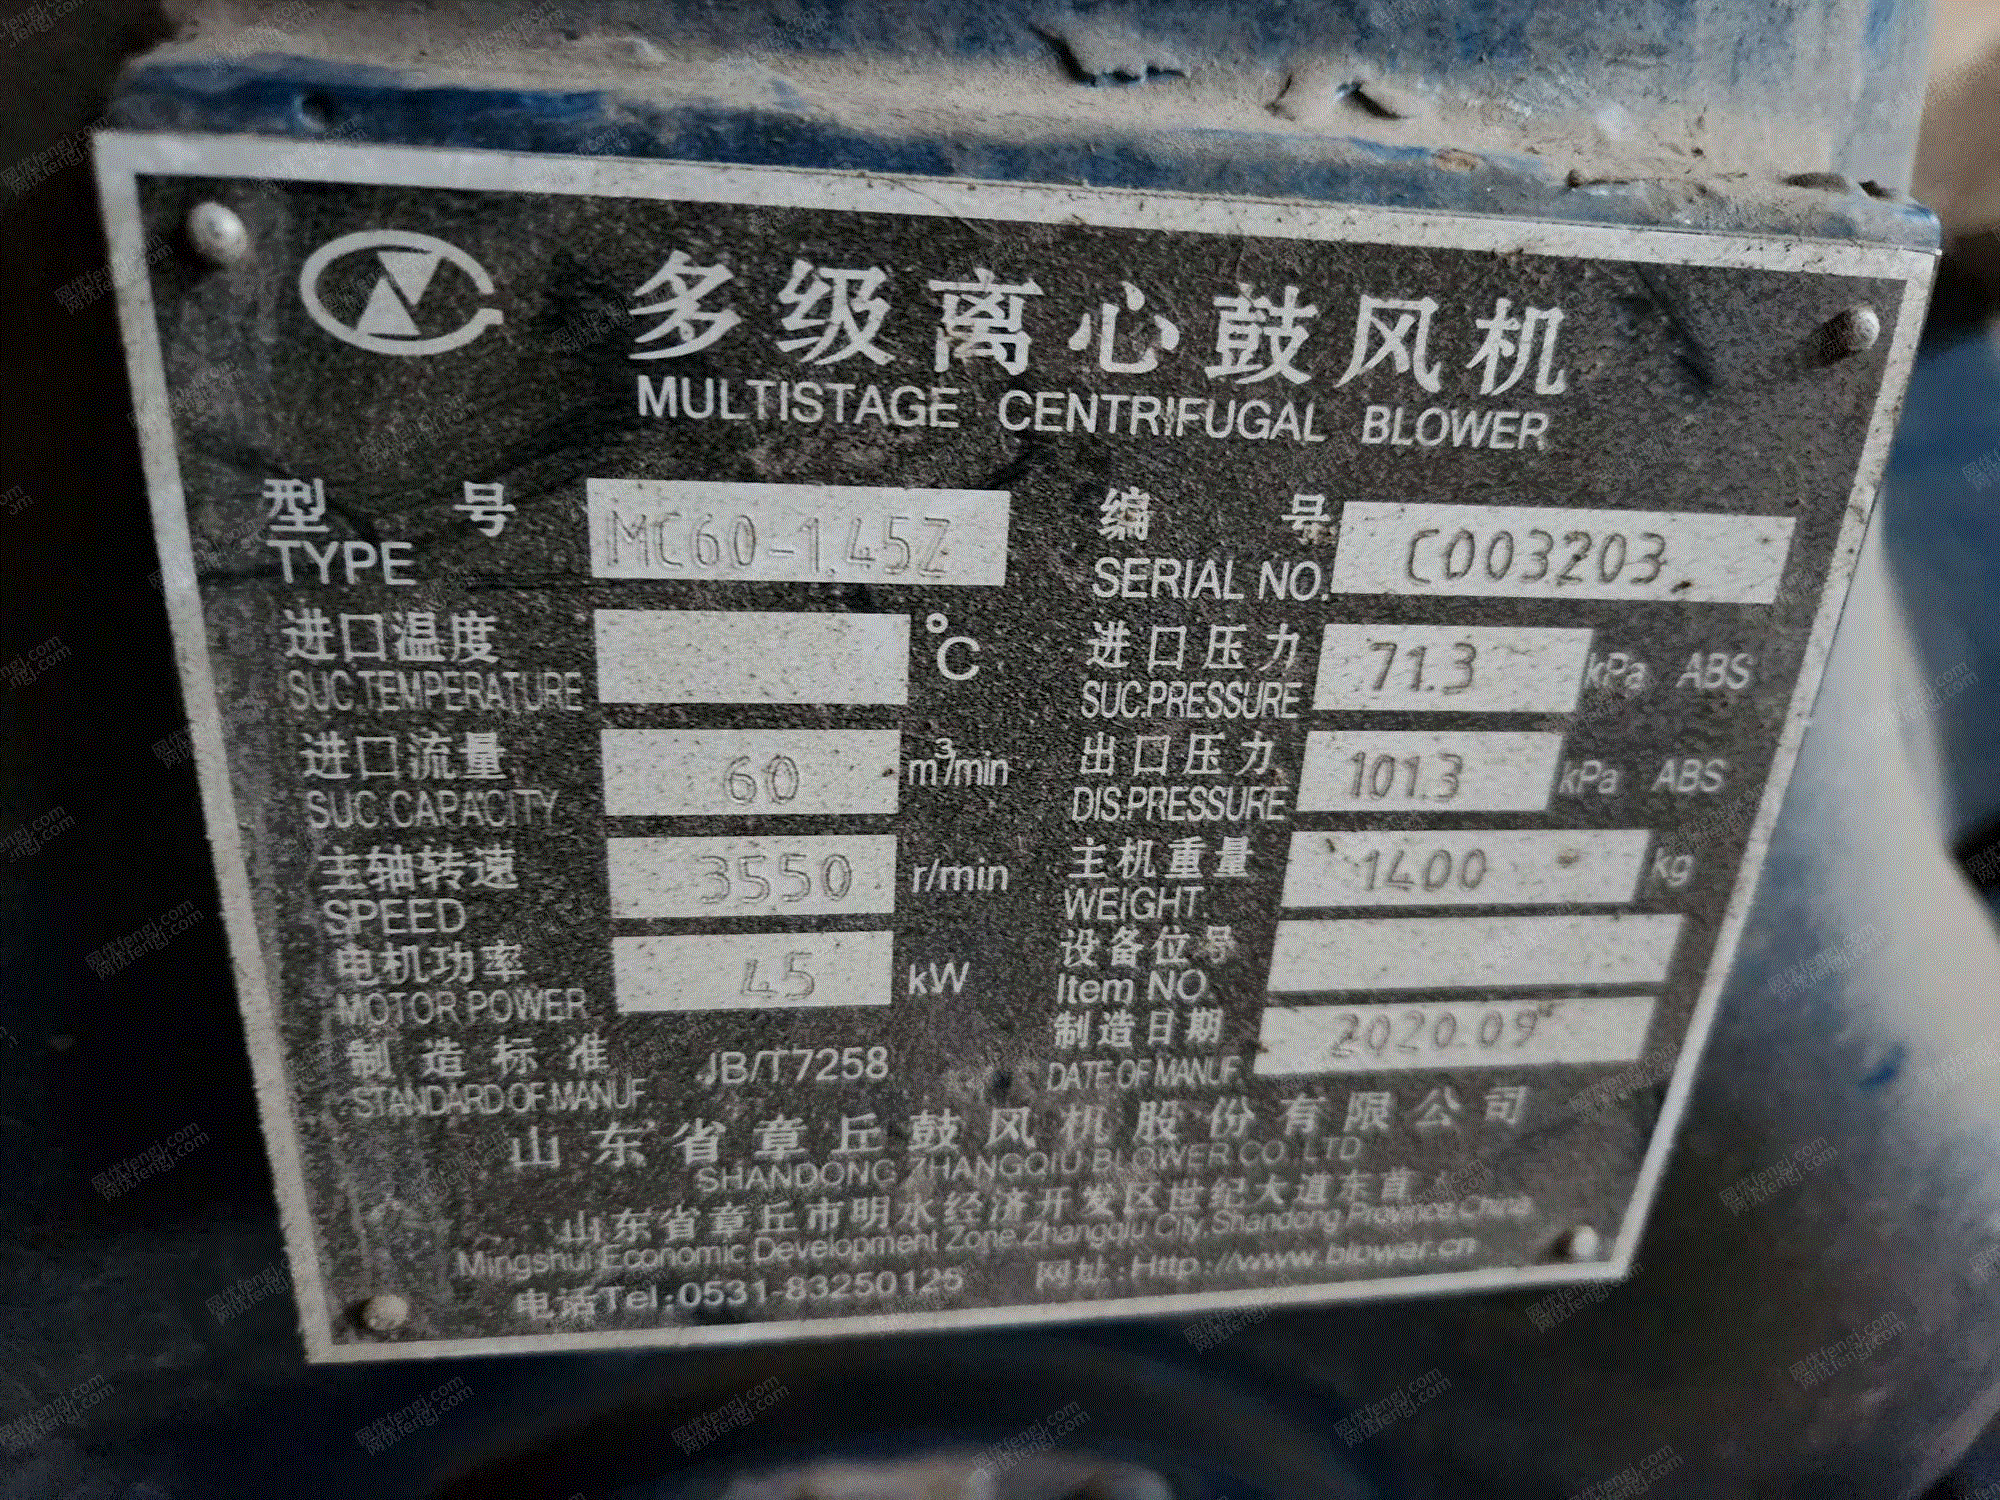 多级离心鼓风机
MULTISTAGE CENTRIFUGAL BLOWER
型 号 MC60-1.45Z 编 号 C003203
TYPE SERIAL NO.
进口温度 ℃ 进口压力 71.3 kPa ABS
SUC.TEMPERATURE SUC.PRESSURE
进口流量 60 m³/min 出口压力 101.3 kPa ABS
SUC.CAPACITY DIS.PRESSURE
主轴转速 3550 r/min 主机重量 1400 kg
SPEED WEIGHT.
电机功率 45 kW 设备位号
MOTOR POWER Item NO.
制造标准 JB/T7258 制造日期 2020.09
STANDARD OF.MANUF DATE OF MANUF.
山东省章丘鼓风机股份有限公司
SHANDONG ZHANGQIU BLOWER CO.LTD
山东省章丘市明水经济开发区世纪大道东首
Mingshui Economic Development Zone.Zhangqiu City.Shandong Province.China
电话Tel:0531-83250125 网址:Http://www.blower.cn
网优fengj.com